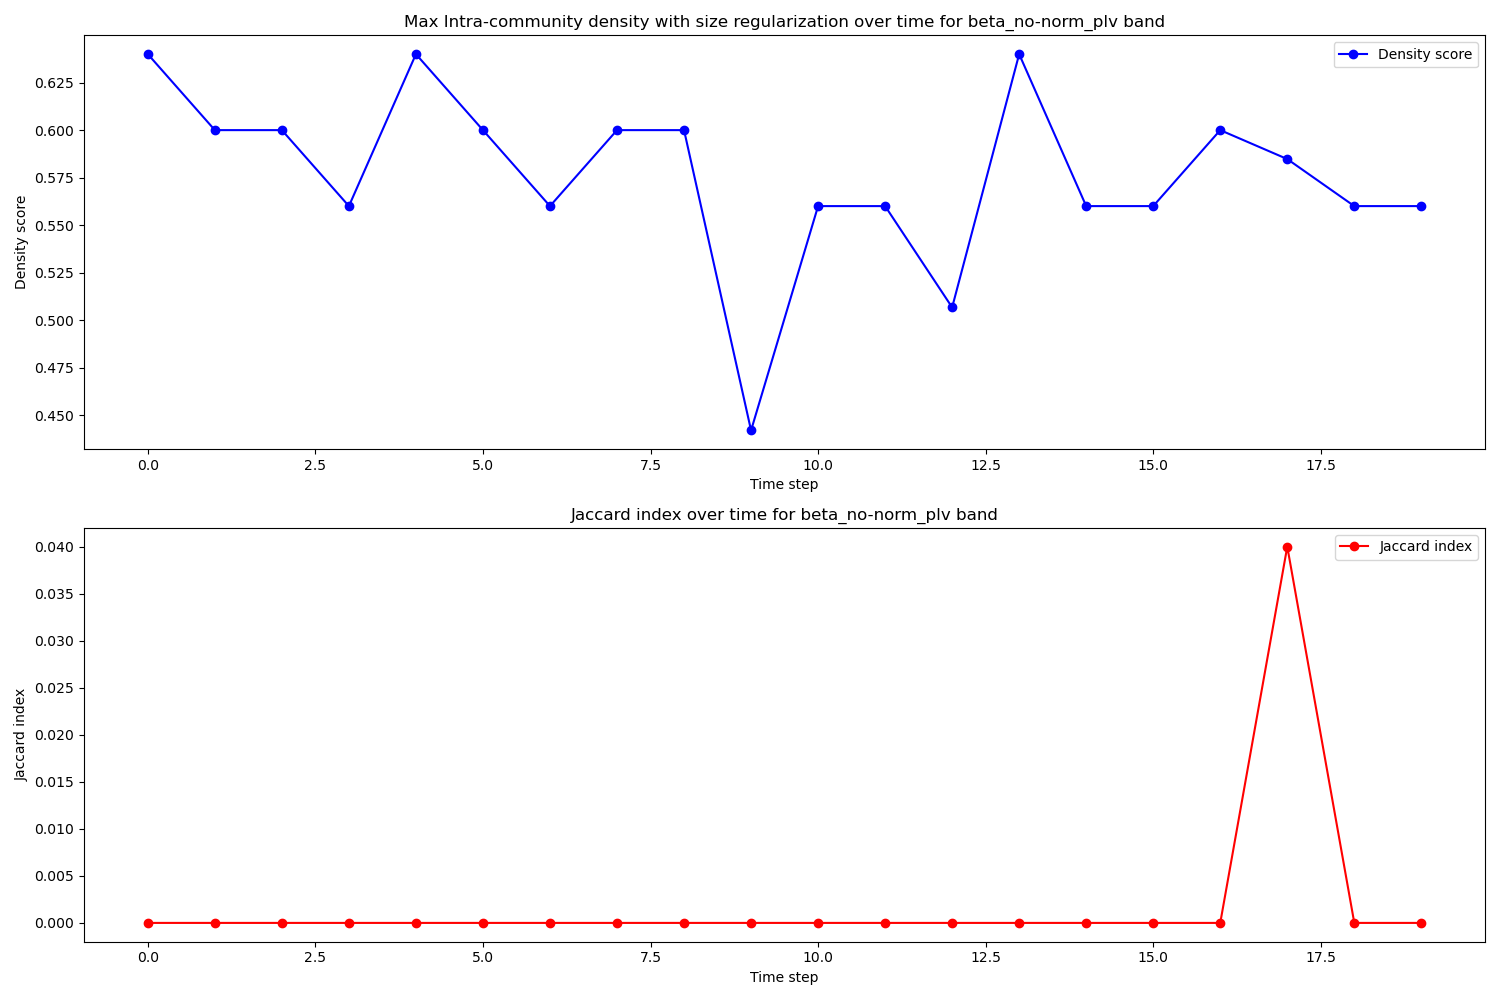 Max Intra-community density with size regularization over time for beta_no-norm_plv band
Density score
0.625
0.600
0.575
0.550
0.525
0.500
0.475
0.450
Density score
0.0 2.5 5.0 7.5 10.0 12.5 15.0 17.5
Time step
Jaccard index over time for beta_no-norm_plv band
Jaccard index
0.040
0.035
0.030
0.025
0.020
0.015
0.010
0.005
0.000
Jaccard index
0.0 2.5 5.0 7.5 10.0 12.5 15.0 17.5
Time step